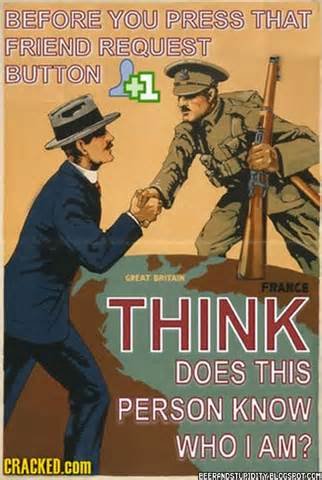 BEFORE YOU PRESS THAT
FRIEND REQUEST
BUTTON
+1
GREAT BRITAIN
FRANCE
THINK
DOES THIS
PERSON KNOW
WHO I AM?
CRACKED.com
BEERANDSTUPIDITY.BLOGSPOT.COM